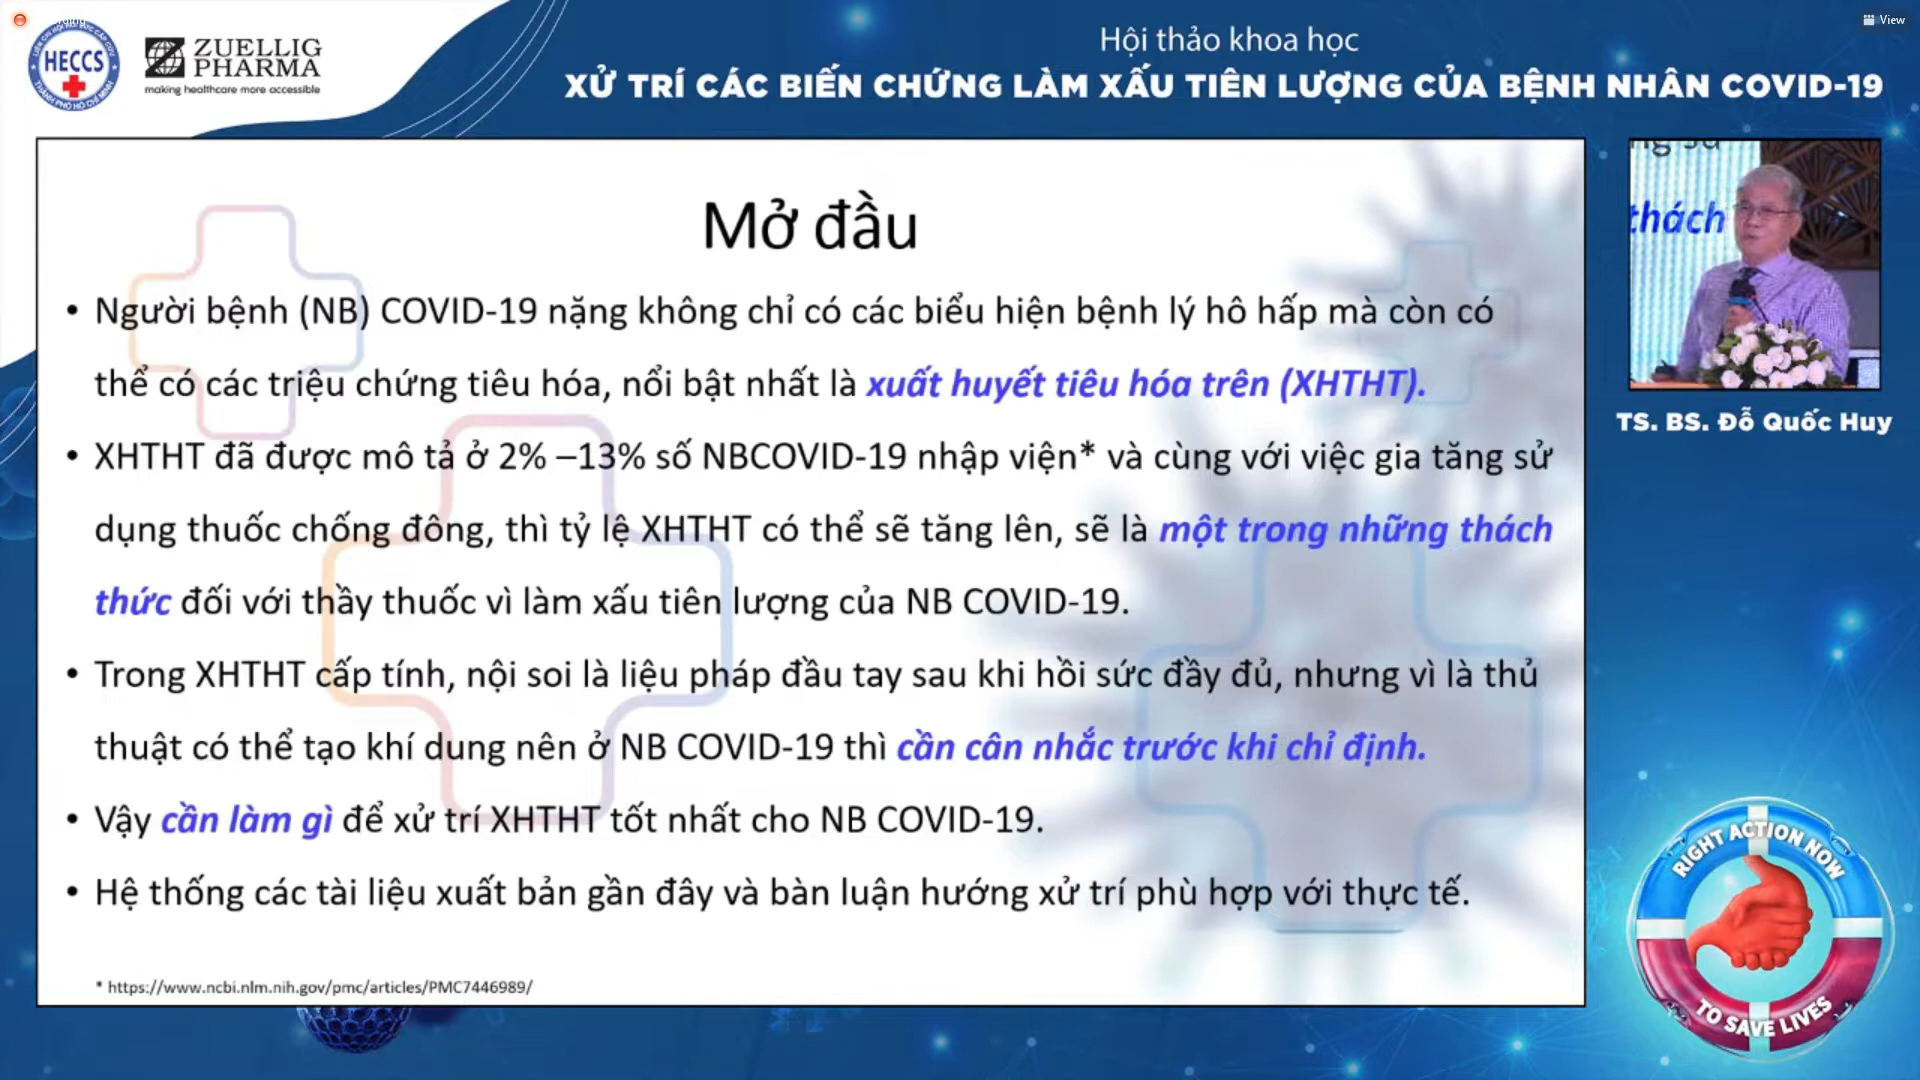 View
HECCS
THÀNH PHỐ HỒ CHÍ MINH
ZUELLIG
PHARMA
making healthcare more accessible
Hội thảo khoa học
XỬ TRÍ CÁC BIẾN CHỨNG LÀM XẤU TIÊN LƯỢNG CỦA BỆNH NHÂN COVID-19
Mở đầu
• Người bệnh (NB) COVID-19 nặng không chỉ có các biểu hiện bệnh lý hô hấp mà còn có
thể có các triệu chứng tiêu hóa, nổi bật nhất là xuất huyết tiêu hóa trên (XHTHT).
• XHTHT đã được mô tả ở 2% –13% số NBCOVID-19 nhập viện* và cùng với việc gia tăng sử
dụng thuốc chống đông, thì tỷ lệ XHTHT có thể sẽ tăng lên, sẽ là một trong những thách
thức đối với thầy thuốc vì làm xấu tiên lượng của NB COVID-19.
• Trong XHTHT cấp tính, nội soi là liệu pháp đầu tay sau khi hồi sức đầy đủ, nhưng vì là thủ
thuật có thể tạo khí dung nên ở NB COVID-19 thì cần cân nhắc trước khi chỉ định.
• Vậy cần làm gì để xử trí XHTHT tốt nhất cho NB COVID-19.
• Hệ thống các tài liệu xuất bản gần đây và bàn luận hướng xử trí phù hợp với thực tế.
* https://www.ncbi.nlm.nih.gov/pmc/articles/PMC7446989/
thách
TS. BS. Đỗ Quốc Huy
RIGHT ACTION NOW
TO SAVE LIVES